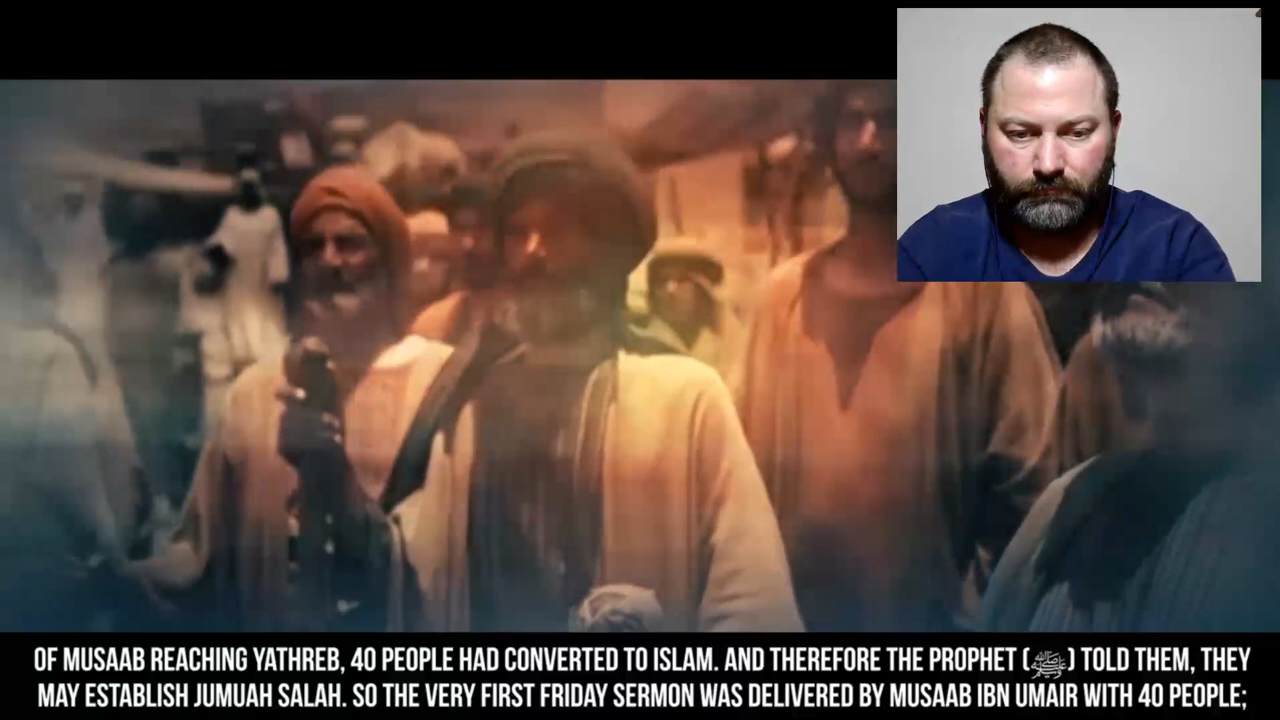 OF MUSAAB REACHING YATHREB, 40 PEOPLE HAD CONVERTED TO ISLAM. AND THEREFORE THE PROPHET (ﷺ) TOLD THEM, THEY
MAY ESTABLISH JUMUAH SALAH. SO THE VERY FIRST FRIDAY SERMON WAS DELIVERED BY MUSAAB IBN UMAIR WITH 40 PEOPLE;